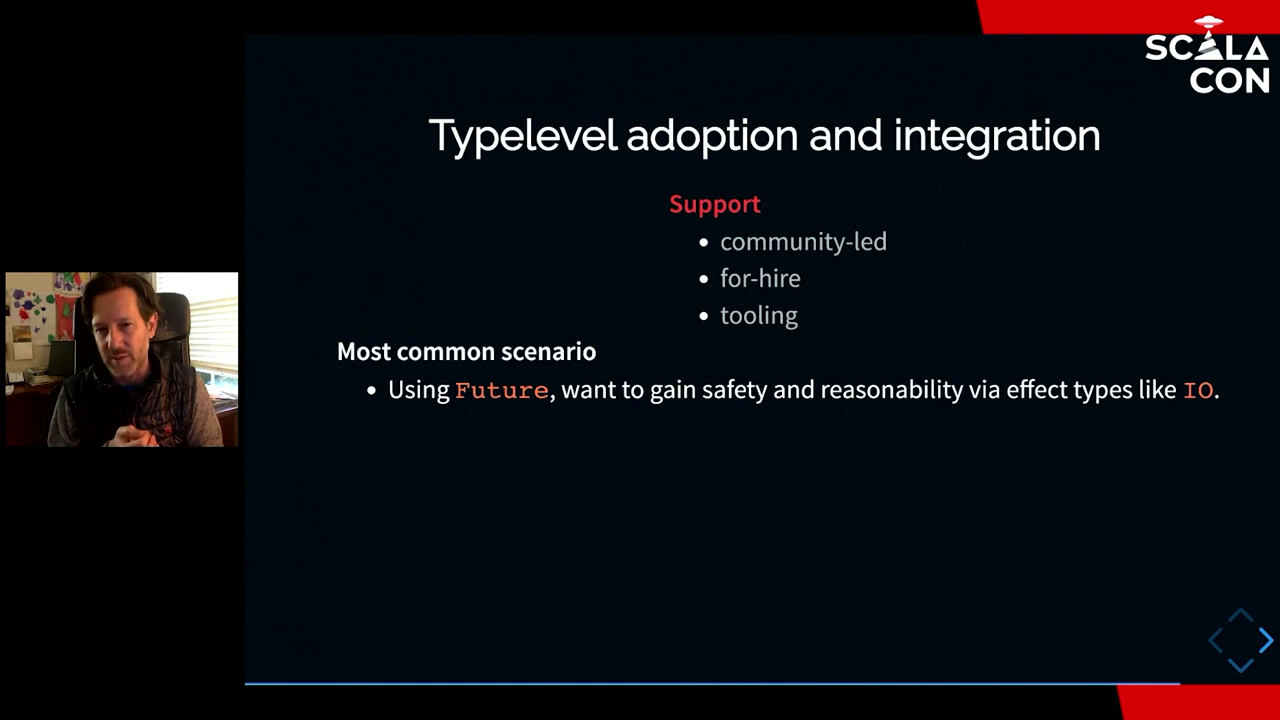 SCALA
CON
Typelevel adoption and integration
Support
community-led
for-hire
tooling
Most common scenario
Using Future, want to gain safety and reasonability via effect types like IO.